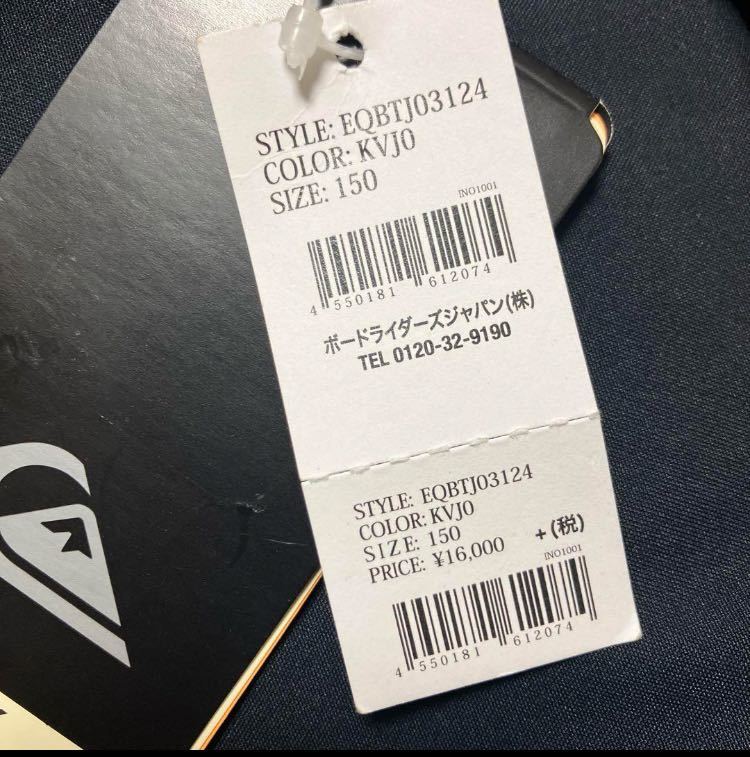 STYLE: EQBTJ03124
COLOR: KVJ0
SIZE: 150
INO1001
4 550181 612074
ボードライダーズジャパン(株)
TEL 0120-32-9190
STYLE: EQBTJ03124
COLOR: KVJ0
SIZE: 150
PRICE: ¥16,000 +(税)
INO1001
4 550181 612074